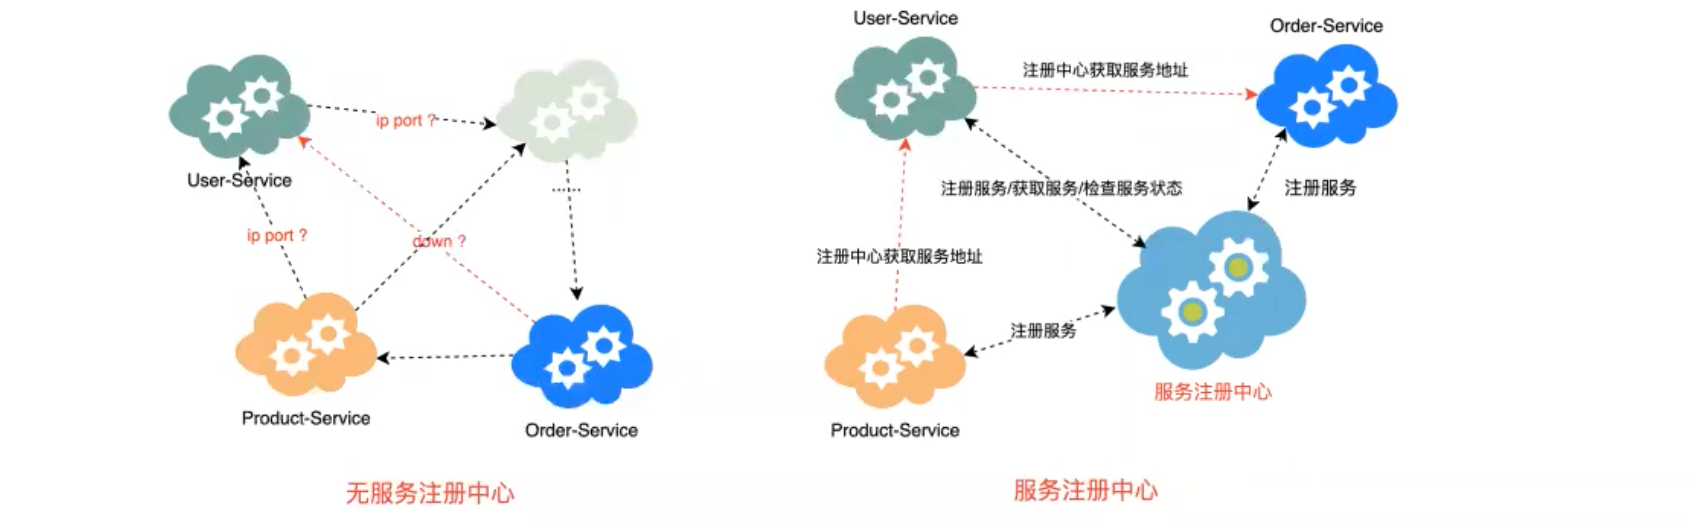 User-Service
Order-Service
注册中心获取服务地址
ip port ?
User-Service
......
注册服务/获取服务/检查服务状态
注册服务
ip port ?
down ?
注册中心获取服务地址
注册服务
服务注册中心
Product-Service
Order-Service
Product-Service
无服务注册中心
服务注册中心